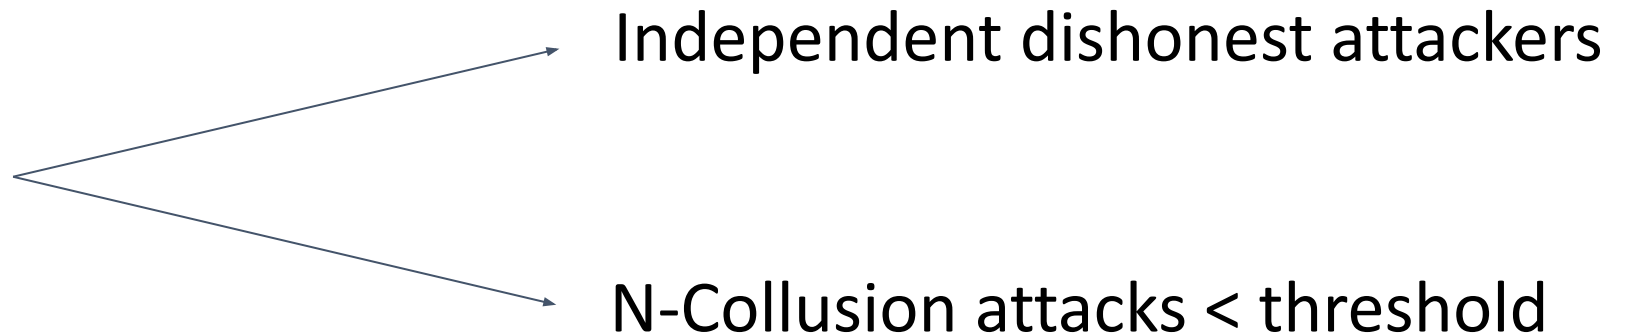 Independent dishonest attackers
N-Collusion attacks < threshold